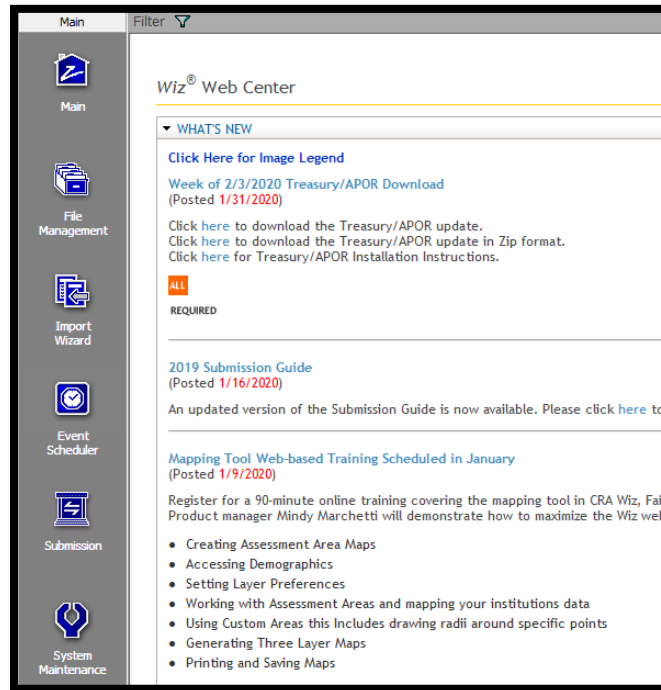 Main
Filter
Main
File
Management
Import
Wizard
Event
Scheduler
Submission
System
Maintenance
Wiz® Web Center
WHAT'S NEW
Click Here for Image Legend
Week of 2/3/2020 Treasury/APOR Download
(Posted 1/31/2020)
Click here to download the Treasury/APOR update.
Click here to download the Treasury/APOR update in Zip format.
Click here for Treasury/APOR Installation Instructions.
ALL
REQUIRED
2019 Submission Guide
(Posted 1/16/2020)
An updated version of the Submission Guide is now available. Please click here to
Mapping Tool Web-based Training Scheduled in January
(Posted 1/9/2020)
Register for a 90-minute online training covering the mapping tool in CRA Wiz, Fai
Product manager Mindy Marchetti will demonstrate how to maximize the Wiz wel
• Creating Assessment Area Maps
• Accessing Demographics
• Setting Layer Preferences
• Working with Assessment Areas and mapping your institutions data
• Using Custom Areas this Includes drawing radii around specific points
• Generating Three Layer Maps
• Printing and Saving Maps